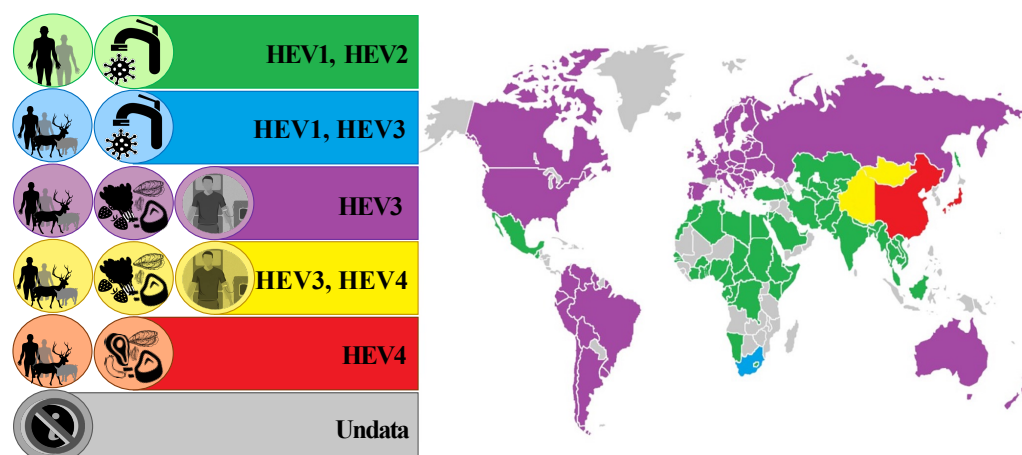 HEV1, HEV2
HEV1, HEV3
HEV3
HEV3, HEV4
HEV4
Undata